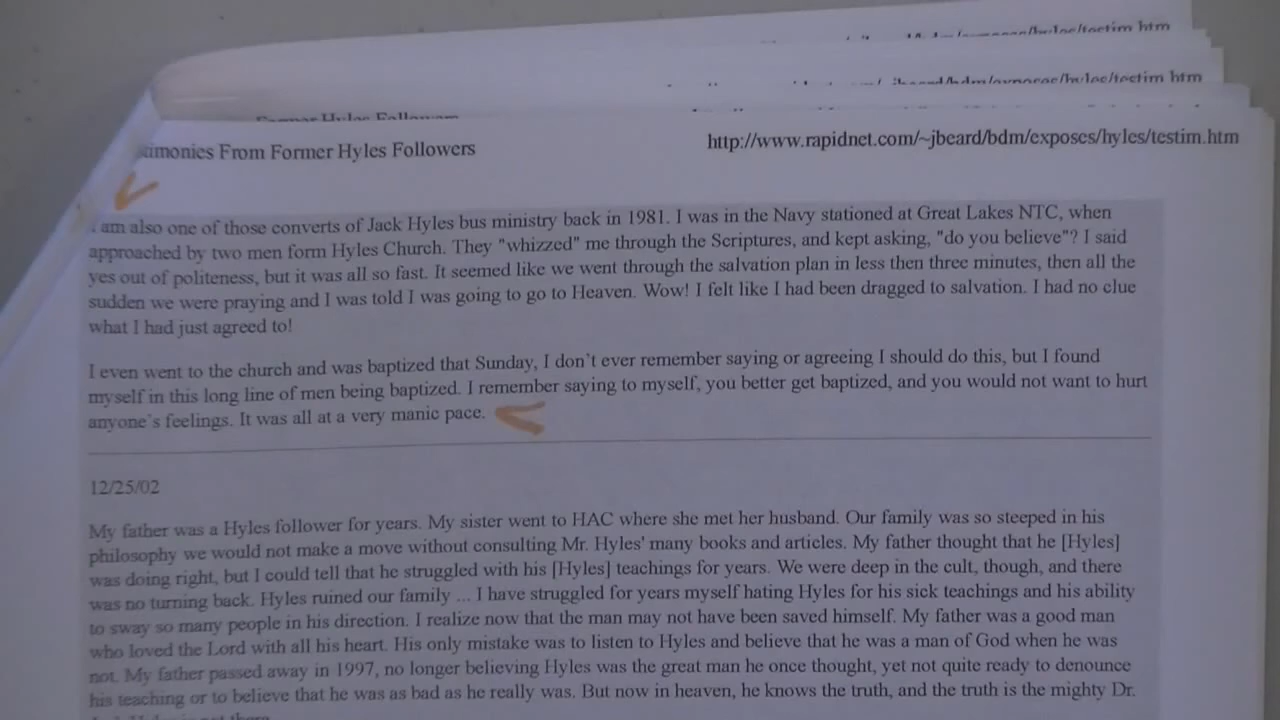 /hyles/testim htm
/hyles/testim htm
Former Hyles Followers
From Former Hyles Followers
http://www.rapidnet.com/~jbeard/bdm/exposes/hyles/testim.htm
am also one of those converts of Jack Hyles bus ministry back in 1981. I was in the Navy stationed at Great Lakes NTC, when
approached by two men form Hyles Church. They "whizzed" me through the Scriptures, and kept asking, "do you believe"? I said
yes out of politeness, but it was all so fast. It seemed like we went through the salvation plan in less then three minutes, then all the
sudden we were praying and I was told I was going to go to Heaven. Wow! I felt like I had been dragged to salvation. I had no clue
what I had just agreed to!
I even went to the church and was baptized that Sunday, I don't ever remember saying or agreeing I should do this, but I found
myself in this long line of men being baptized. I remember saying to myself, you better get baptized, and you would not want to hurt
anyone's feelings. It was all at a very manic pace.
12/25/02
My father was a Hyles follower for years. My sister went to HAC where she met her husband. Our family was so steeped in his
philosophy we would not make a move without consulting Mr. Hyles' many books and articles. My father thought that he [Hyles]
was doing right, but I could tell that he struggled with his [Hyles] teachings for years. We were deep in the cult, though, and there
was no turning back. Hyles ruined our family ... I have struggled for years myself hating Hyles for his sick teachings and his ability
to sway so many people in his direction. I realize now that the man may not have been saved himself. My father was a good man
who loved the Lord with all his heart. His only mistake was to listen to Hyles and believe that he was a man of God when he was
not. My father passed away in 1997, no longer believing Hyles was the great man he once thought, yet not quite ready to denounce
his teaching or to believe that he was as bad as he really was. But now in heaven, he knows the truth, and the truth is the mighty Dr.